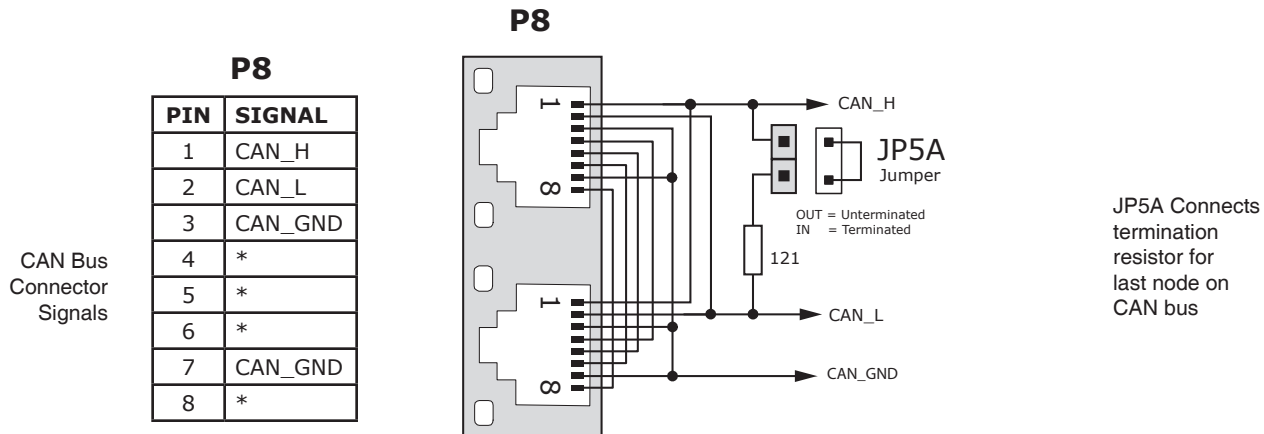 P8
P8
PIN SIGNAL
1 CAN_H
2 CAN_L
3 CAN_GND
4 *
5 *
6 *
7 CAN_GND
8 *
CAN Bus
Connector
Signals
1
8
1
8
CAN_H
JP5A
Jumper
OUT = Unterminated
IN = Terminated
121
CAN_L
CAN_GND
JP5A Connects
termination
resistor for
last node on
CAN bus